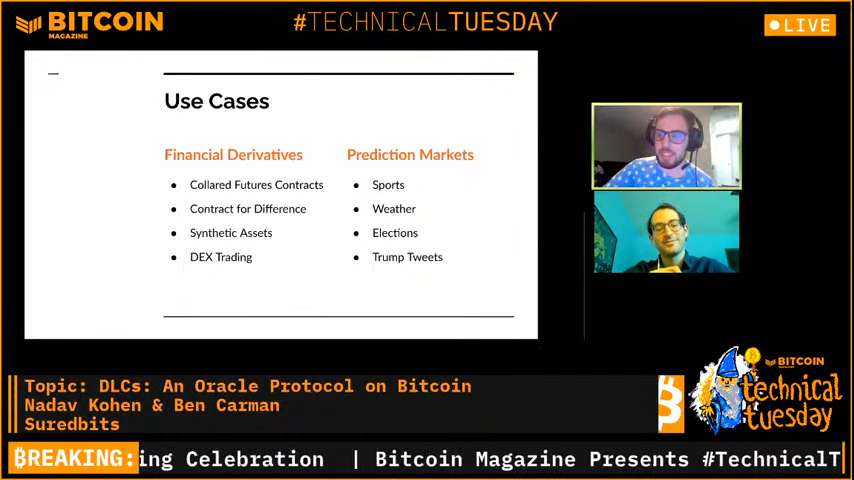 BITCOIN
MAGAZINE
#TECHNICALTUESDAY
LIVE
Use Cases
Financial Derivatives
Collared Futures Contracts
Contract for Difference
Synthetic Assets
DEX Trading
Prediction Markets
Sports
Weather
Elections
Trump Tweets
Topic: DLCs: An Oracle Protocol on Bitcoin
Nadav Kohen & Ben Carman
Suredbits
BITCOIN
MAGAZINE
technical
tuesday
₿REAKING: ing Celebration | Bitcoin Magazine Presents #TechnicalT